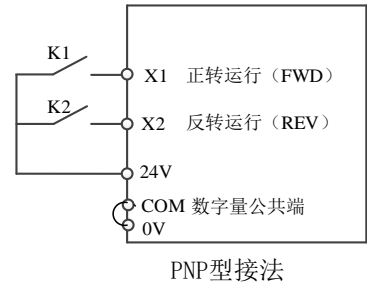 K1
X1 正转运行（FWD）
K2
X2 反转运行（REV）
24V
COM 数字量公共端
0V
PNP型接法